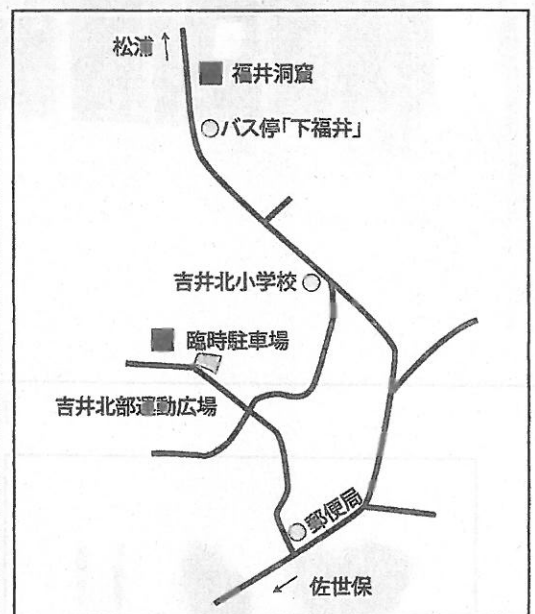 松浦
福井洞窟
バス停「下福井」
吉井北小学校
臨時駐車場
吉井北部運動広場
郵便局
佐世保